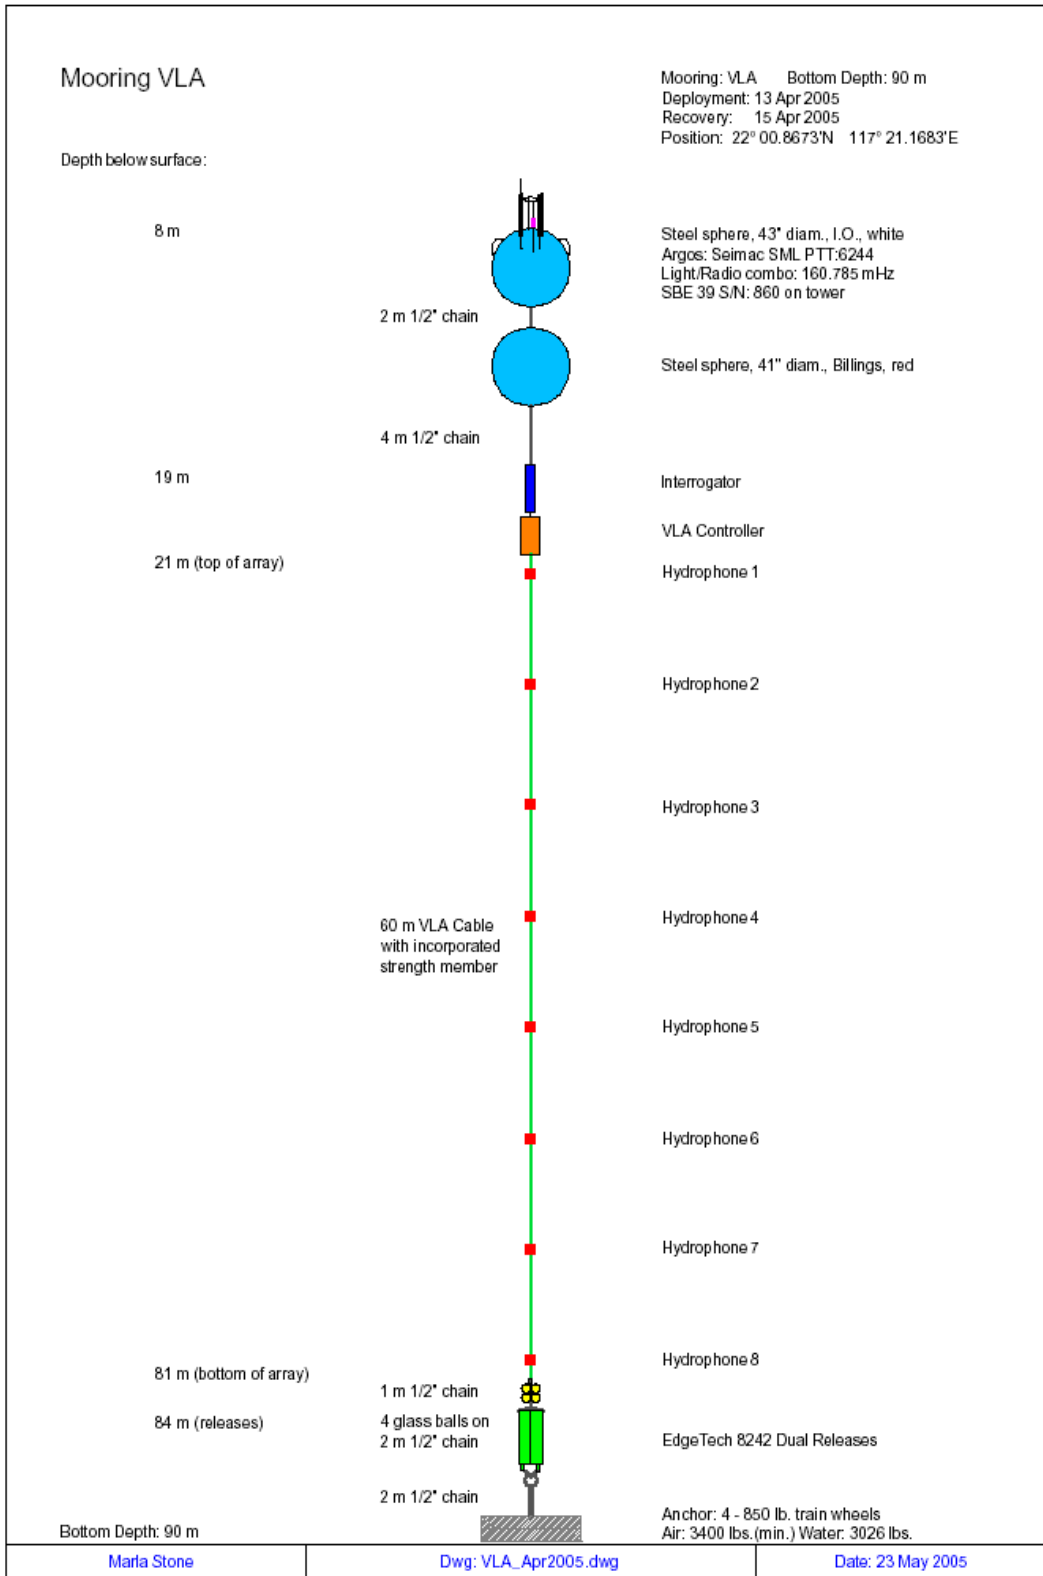 Mooring VLA
Mooring: VLA Bottom Depth: 90 m
Deployment: 13 Apr 2005
Recovery: 15 Apr 2005
Position: 22° 00.8673'N 117° 21.1683'E
Depth below surface:
8 m
Steel sphere, 43" diam., I.O., white
Argos: Seimac SML PTT:6244
Light/Radio combo: 160.785 mHz
SBE 39 S/N: 860 on tower
2 m 1/2" chain
Steel sphere, 41" diam., Billings, red
4 m 1/2" chain
19 m
Interrogator
VLA Controller
21 m (top of array)
Hydrophone 1
Hydrophone 2
Hydrophone 3
Hydrophone 4
60 m VLA Cable
with incorporated
strength member
Hydrophone 5
Hydrophone 6
Hydrophone 7
Hydrophone 8
81 m (bottom of array)
1 m 1/2" chain
84 m (releases)
4 glass balls on
2 m 1/2" chain
EdgeTech 8242 Dual Releases
2 m 1/2" chain
Anchor: 4 - 850 lb. train wheels
Air: 3400 lbs.(min.) Water: 3026 lbs.
Bottom Depth: 90 m
Marla Stone
Dwg: VLA_Apr2005.dwg
Date: 23 May 2005